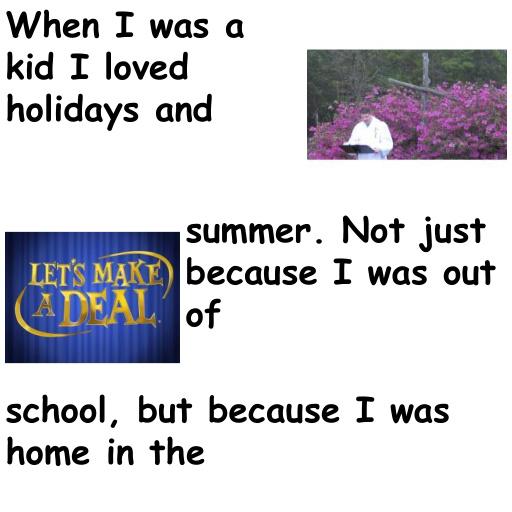 When I was a
kid I loved
holidays and
summer. Not just
because I was out
of
LET'S MAKE
A DEAL
school, but because I was
home in the